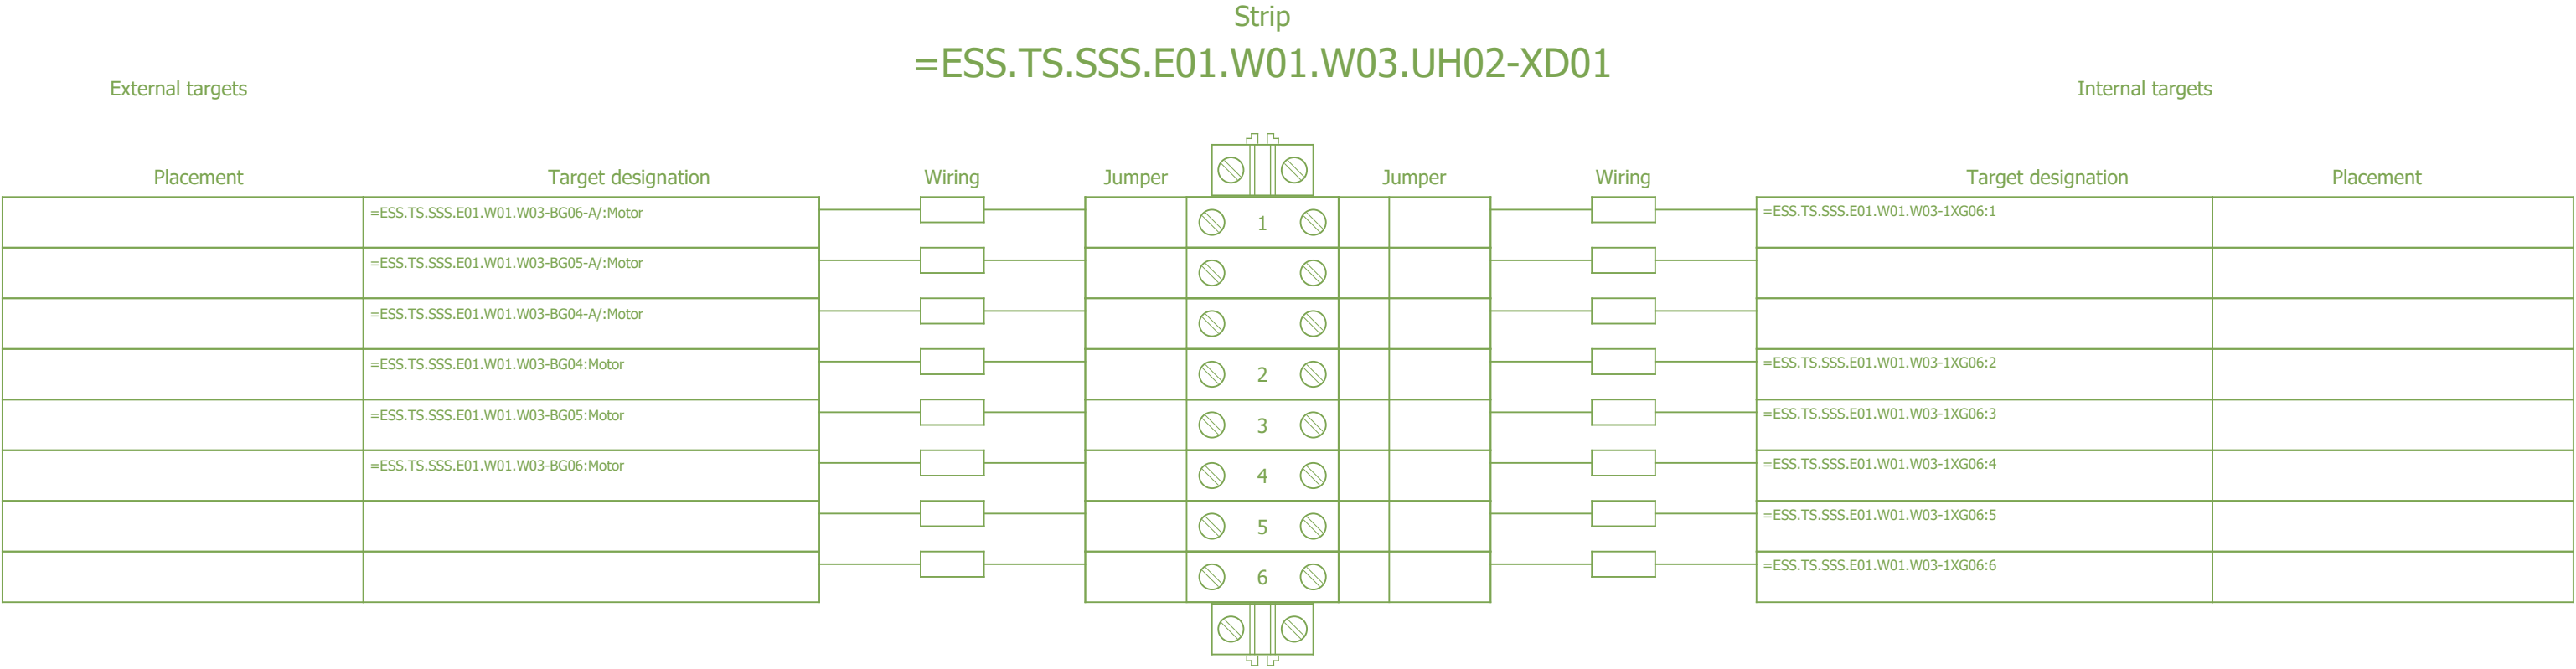 Strip
=ESS.TS.SSS.E01.W01.W03.UH02-XD01
External targets Internal targets
Placement Target designation Wiring Jumper Jumper Wiring Target designation Placement
=ESS.TS.SSS.E01.W01.W03-BG06-A/:Motor 1 =ESS.TS.SSS.E01.W01.W03-1XG06:1
=ESS.TS.SSS.E01.W01.W03-BG05-A/:Motor
=ESS.TS.SSS.E01.W01.W03-BG04-A/:Motor
=ESS.TS.SSS.E01.W01.W03-BG04:Motor 2 =ESS.TS.SSS.E01.W01.W03-1XG06:2
=ESS.TS.SSS.E01.W01.W03-BG05:Motor 3 =ESS.TS.SSS.E01.W01.W03-1XG06:3
=ESS.TS.SSS.E01.W01.W03-BG06:Motor 4 =ESS.TS.SSS.E01.W01.W03-1XG06:4
5 =ESS.TS.SSS.E01.W01.W03-1XG06:5
6 =ESS.TS.SSS.E01.W01.W03-1XG06:6